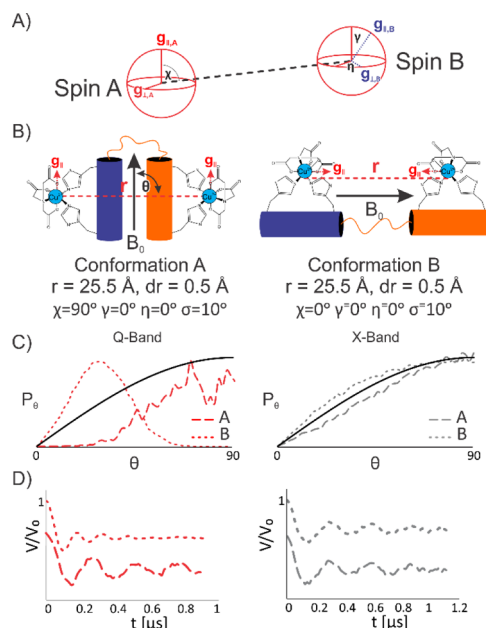 A)
g||,A
g⊥,A
χ
Spin A
g||,B
γ
η
g⊥,B
Spin B
B)
g||
r
θ
g||
Cu
Cu
B₀
g||
r
g||
Cu
Cu
B₀
Conformation A
r = 25.5 Å, dr = 0.5 Å
χ=90° γ=0° η=0° σ=10°
Conformation B
r = 25.5 Å, dr = 0.5 Å
χ=0° γ=0° η=0° σ=10°
C)
Q-Band
X-Band
Pθ
A
B
0
θ
90
Pθ
A
B
0
θ
90
D)
1
V/V₀
0
0.2
0.4
0.6
0.8
1
t [µs]
1
V/V₀
0
0.2
0.4
0.6
0.8
1
1.2
t [µs]